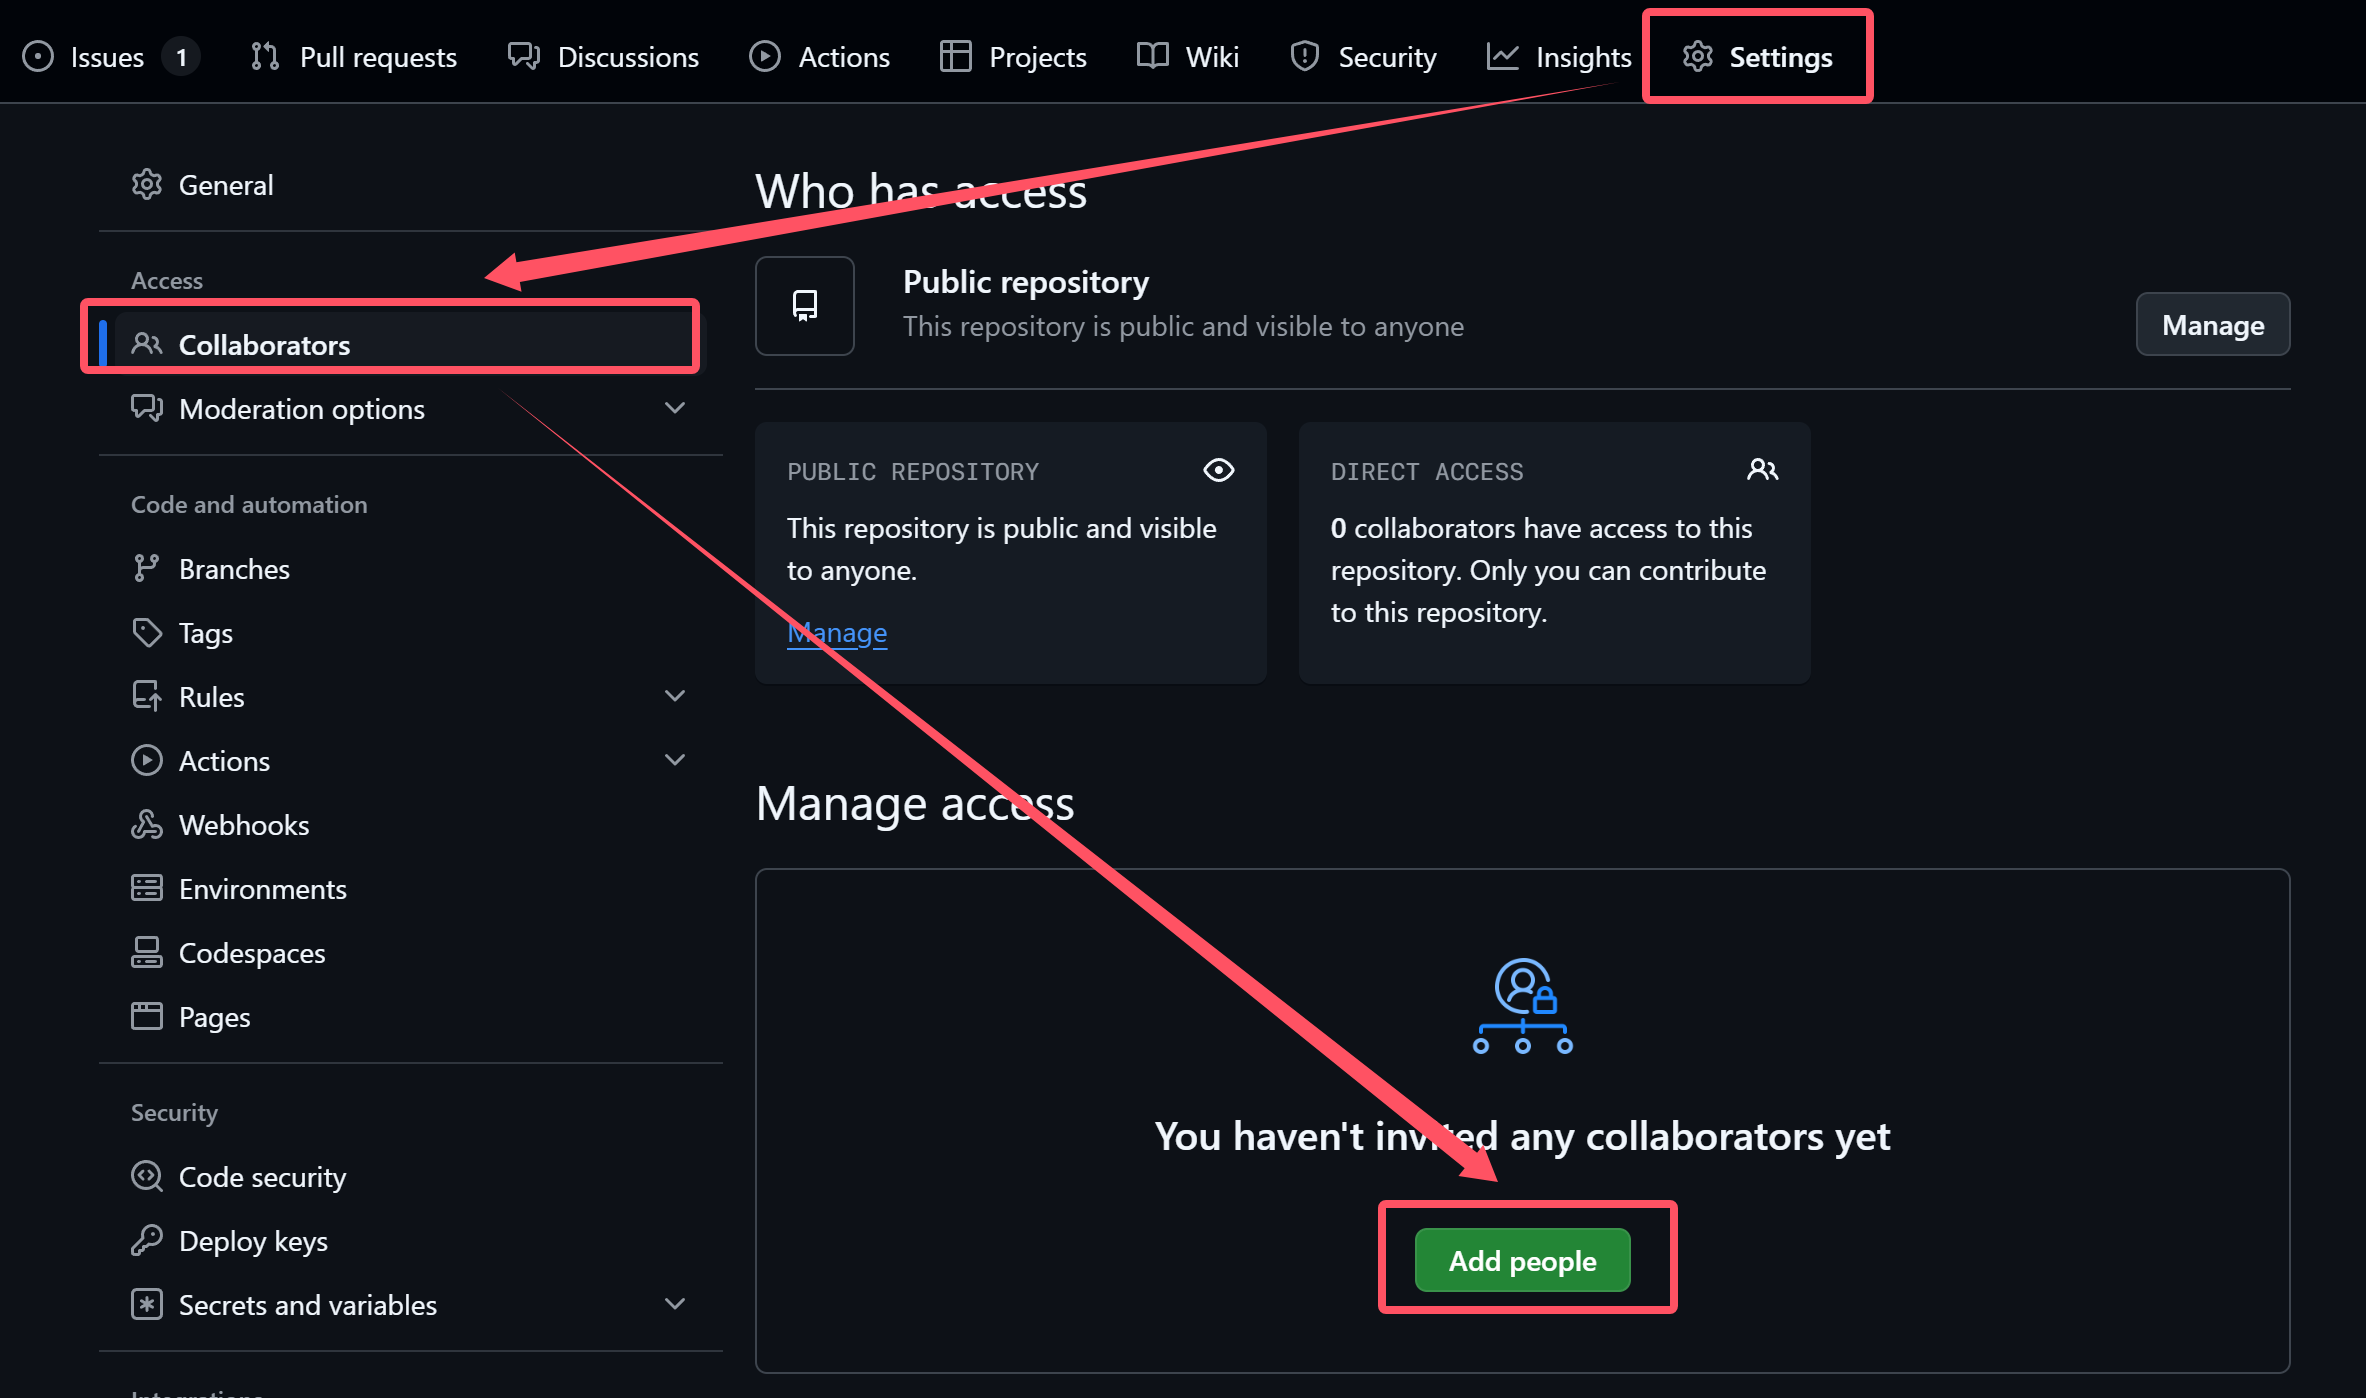 Issues 1 Pull requests Discussions Actions Projects Wiki Security Insights Settings
General
Access
Collaborators
Moderation options
Code and automation
Branches
Tags
Rules
Actions
Webhooks
Environments
Codespaces
Pages
Security
Code security
Deploy keys
Secrets and variables
Integrations
Who has access
Public repository
This repository is public and visible to anyone
Manage
PUBLIC REPOSITORY
This repository is public and visible
to anyone.
Manage
DIRECT ACCESS
0 collaborators have access to this
repository. Only you can contribute
to this repository.
Manage access
You haven't invited any collaborators yet
Add people